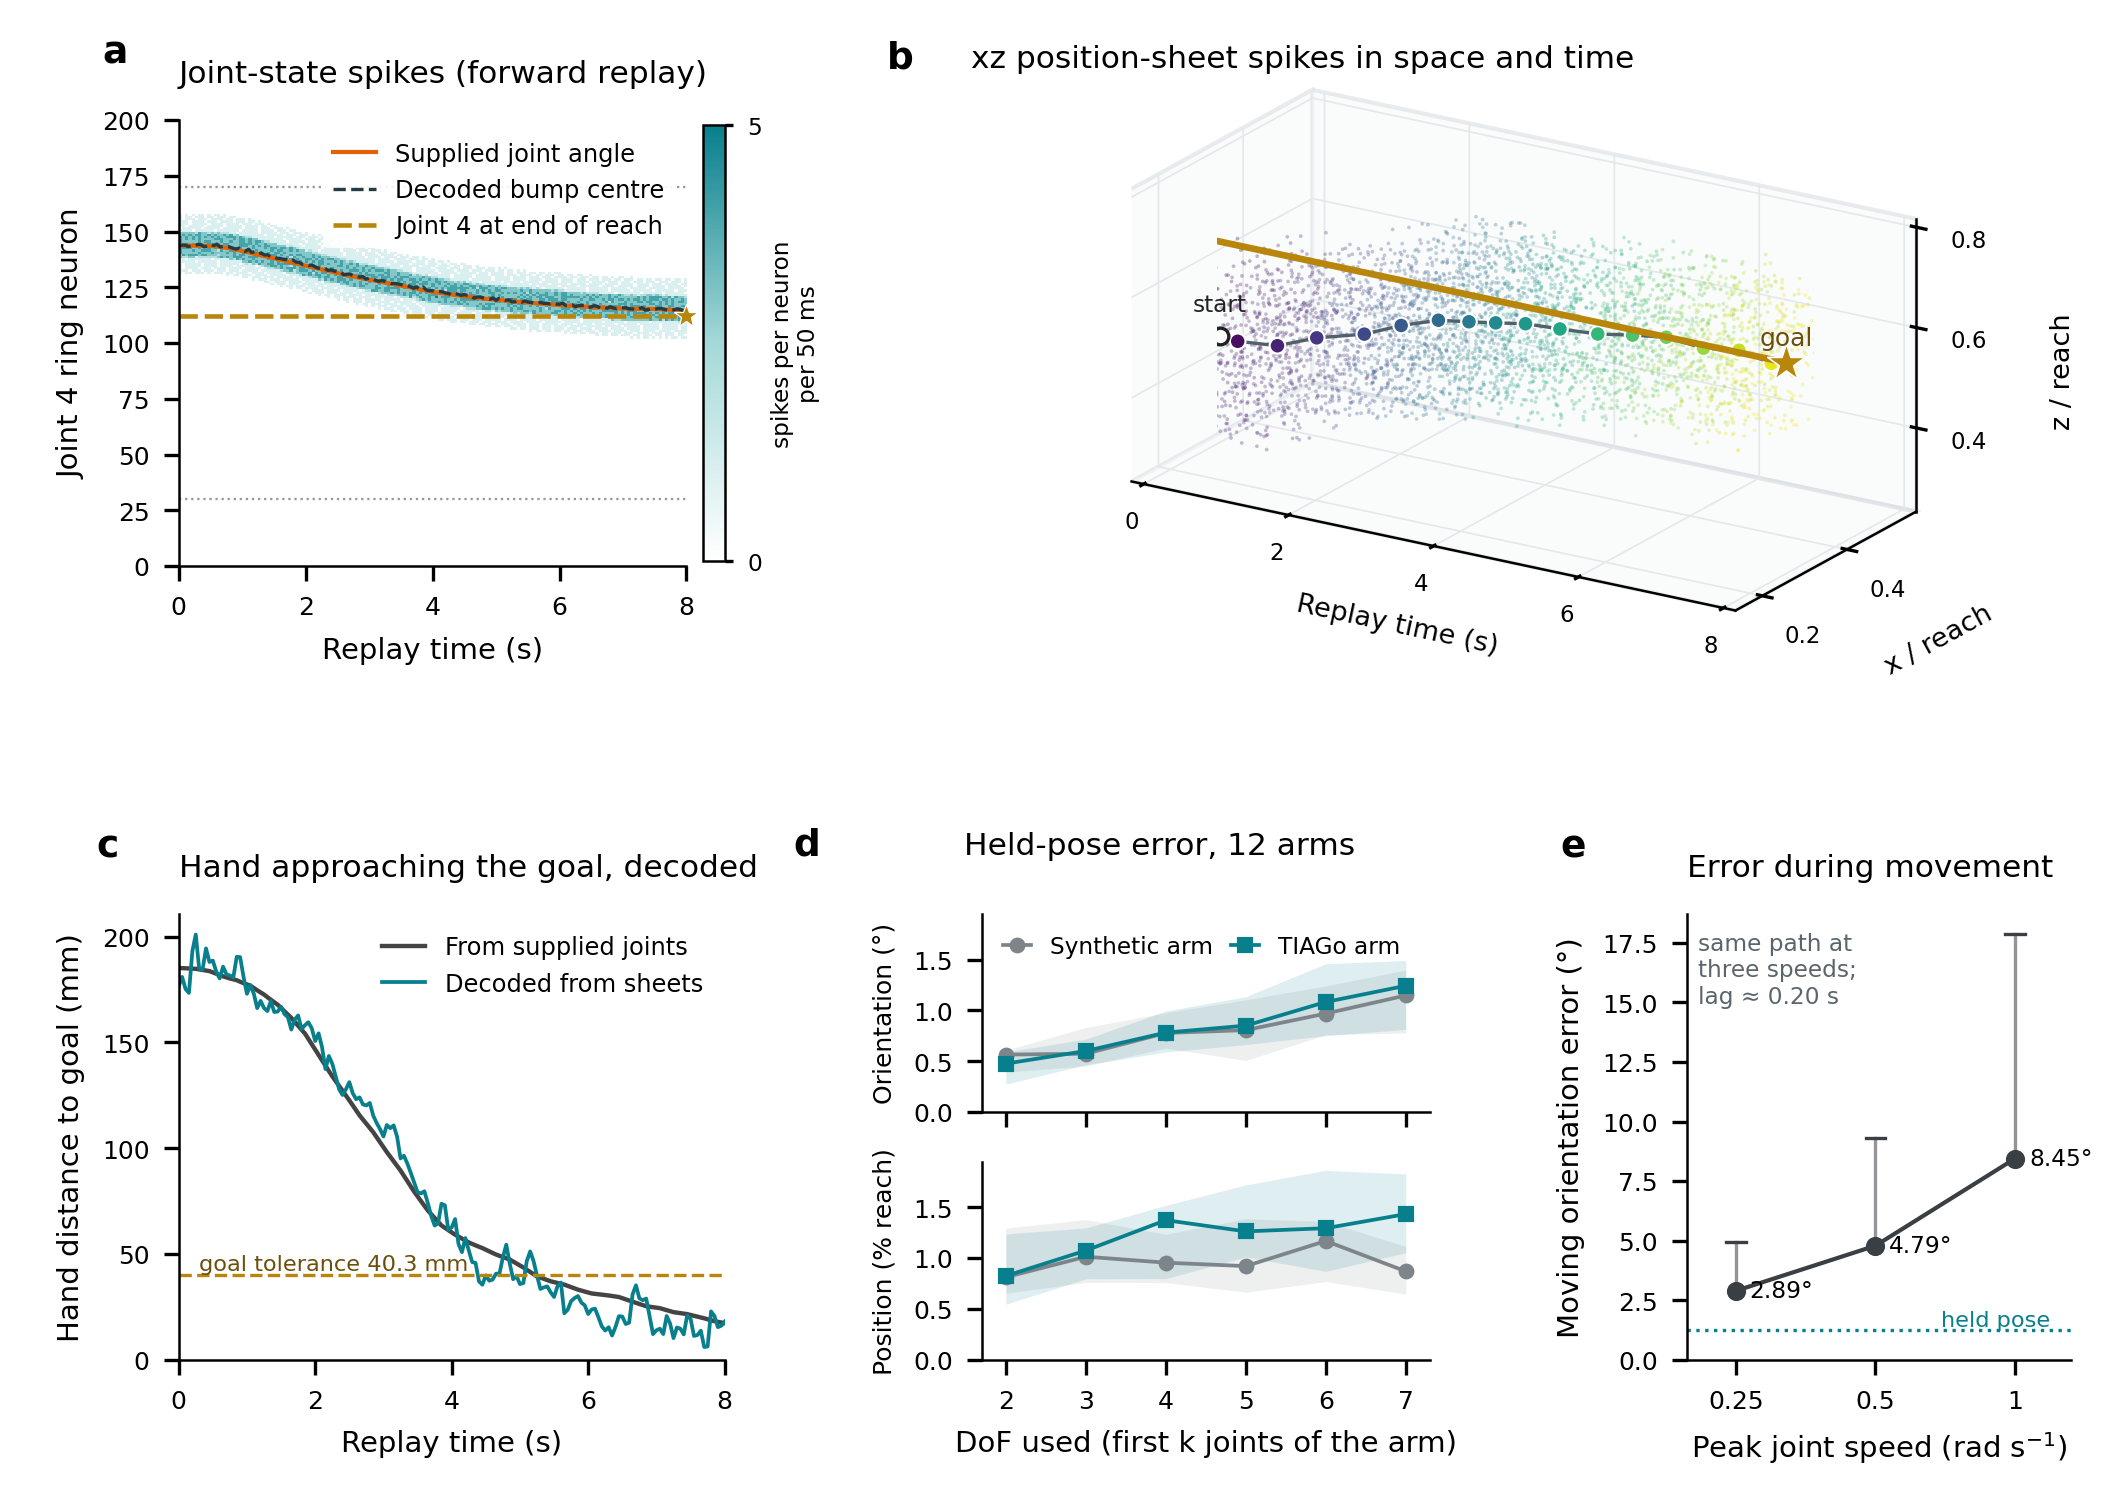 a
Joint-state spikes (forward replay)
200
175
150
125
100
75
50
25
0
Joint 4 ring neuron
Supplied joint angle
Decoded bump centre
Joint 4 at end of reach
0
2
4
6
8
Replay time (s)
5
0
spikes per neuron
per 50 ms
b
xz position-sheet spikes in space and time
start
goal
0.8
0.6
0.4
z / reach
0
2
4
6
8
Replay time (s)
0.2
0.4
x / reach
c
Hand approaching the goal, decoded
200
150
100
50
0
Hand distance to goal (mm)
From supplied joints
Decoded from sheets
goal tolerance 40.3 mm
0
2
4
6
8
Replay time (s)
d
Held-pose error, 12 arms
Synthetic arm
TIAGo arm
1.5
1.0
0.5
0.0
Orientation (°)
1.5
1.0
0.5
0.0
Position (% reach)
2
3
4
5
6
7
DoF used (first k joints of the arm)
e
Error during movement
same path at
three speeds;
lag ≈ 0.20 s
17.5
15.0
12.5
10.0
7.5
5.0
2.5
0.0
Moving orientation error (°)
8.45°
4.79°
2.89°
held pose
0.25
0.5
1
Peak joint speed (rad s⁻¹)